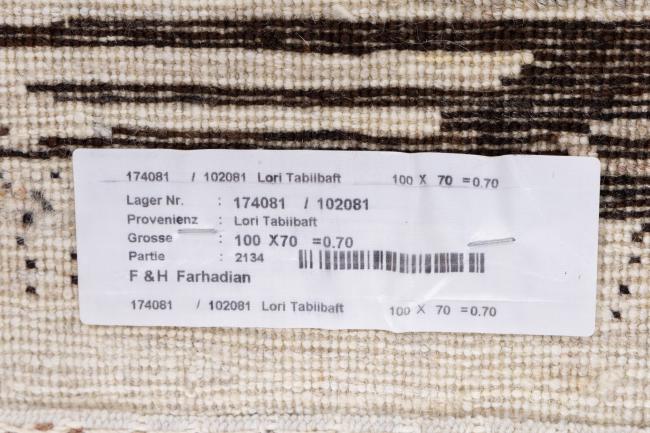 174081 / 102081 Lori Tabiibaft 100 X 70 =0.70
Lager Nr. : 174081 / 102081
Provenienz : Lori Tabiibaft
Grosse : 100 X70 =0.70
Partie : 2134
F &H Farhadian
174081 / 102081 Lori Tabiibaft 100 X 70 =0.70